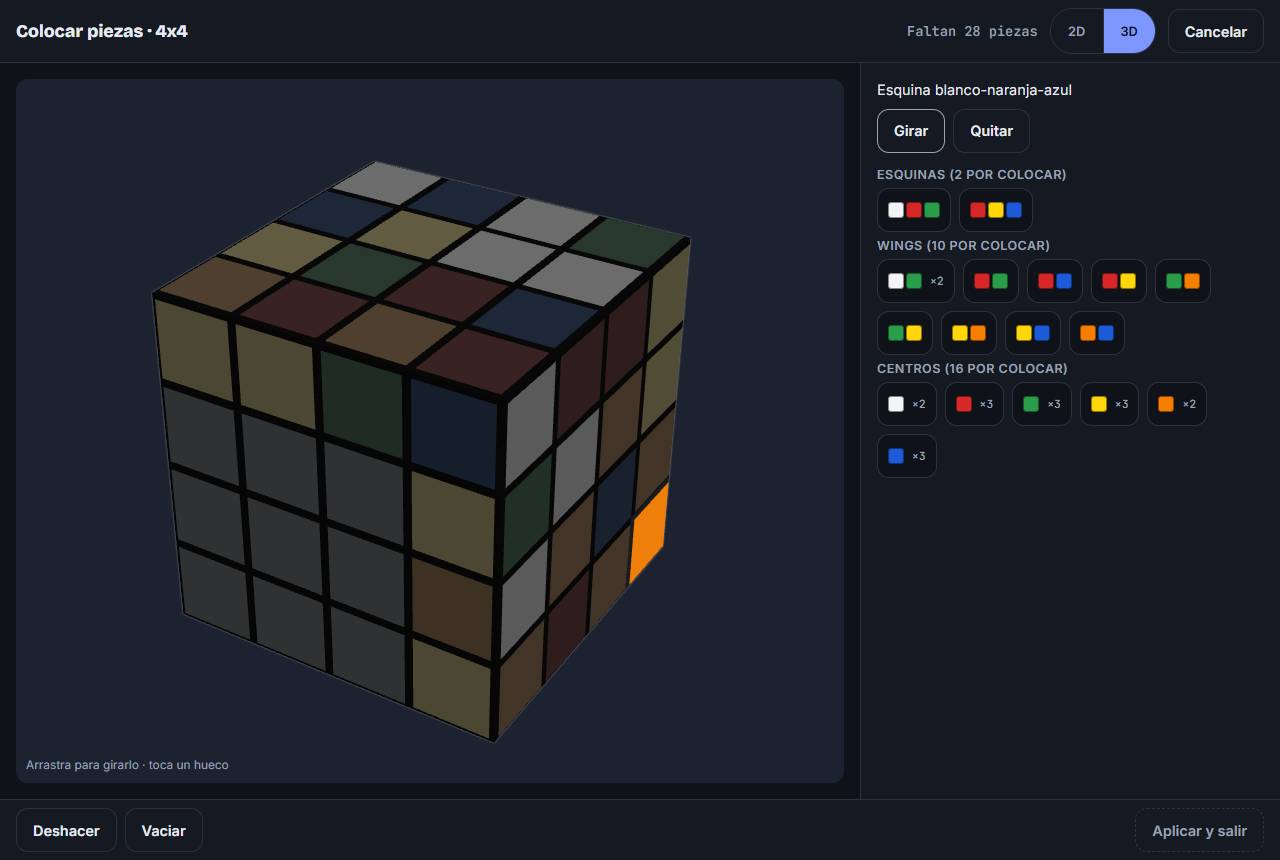 Colocar piezas · 4x4
Faltan 28 piezas
2D
3D
Cancelar
Esquina blanco-naranja-azul
Girar
Quitar
ESQUINAS (2 POR COLOCAR)
WINGS (10 POR COLOCAR)
×2
CENTROS (16 POR COLOCAR)
×2
×3
×3
×3
×2
×3
Arrastra para girarlo · toca un hueco
Deshacer
Vaciar
Aplicar y salir